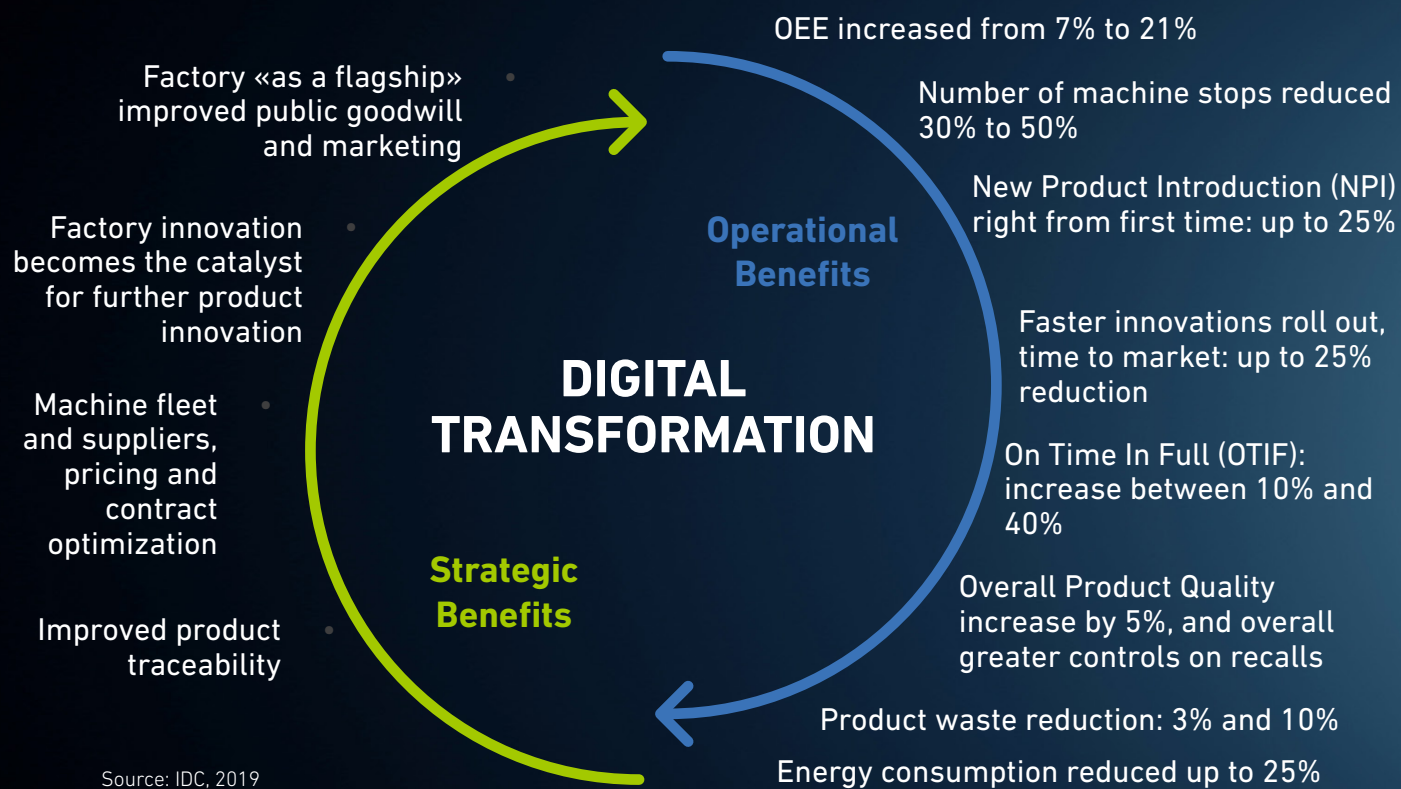 OEE increased from 7% to 21%
Number of machine stops reduced
30% to 50%
New Product Introduction (NPI)
right from first time: up to 25%
Faster innovations roll out,
time to market: up to 25%
reduction
On Time In Full (OTIF):
increase between 10% and
40%
Overall Product Quality
increase by 5%, and overall
greater controls on recalls
Product waste reduction: 3% and 10%
Energy consumption reduced up to 25%
Operational
Benefits
DIGITAL
TRANSFORMATION
Strategic
Benefits
Factory «as a flagship»
improved public goodwill
and marketing
Factory innovation
becomes the catalyst
for further product
innovation
Machine fleet
and suppliers,
pricing and
contract
optimization
Improved product
traceability
Source: IDC, 2019